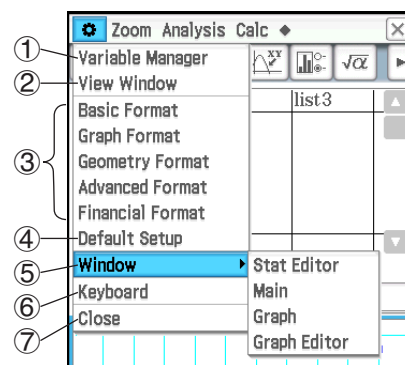 Zoom Analysis Calc ◆
① Variable Manager
② View Window
③ Basic Format
Graph Format
Geometry Format
Advanced Format
Financial Format
④ Default Setup
⑤ Window
⑥ Keyboard
⑦ Close
XY
√α
list3
Stat Editor
Main
Graph
Graph Editor